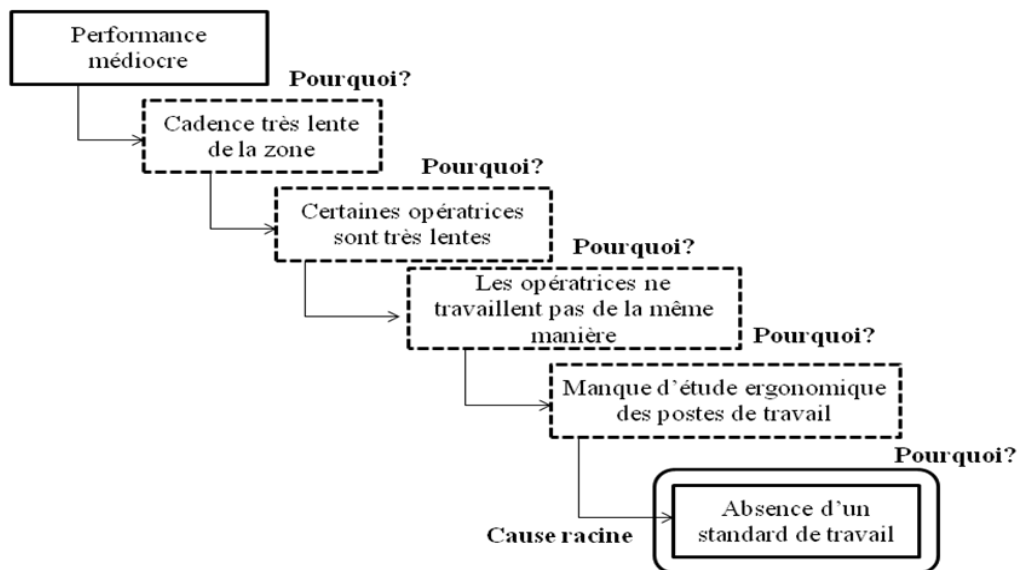 Performance
médiocre
Pourquoi?
Cadence très lente
de la zone
Pourquoi?
Certaines opératrices
sont très lentes
Pourquoi?
Les opératrices ne
travaillent pas de la même
manière
Pourquoi?
Manque d’étude ergonomique
des postes de travail
Pourquoi?
Absence d’un
standard de travail
Cause racine